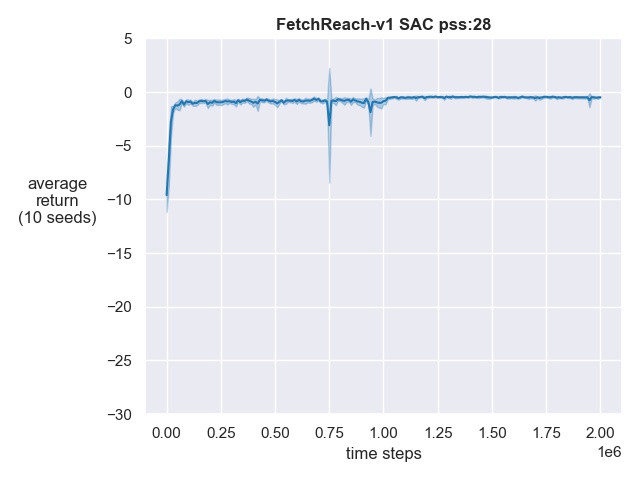 FetchReach-v1 SAC pss:28
5
0
−5
−10
−15
−20
−25
−30
average
return
(10 seeds)
0.00 0.25 0.50 0.75 1.00 1.25 1.50 1.75 2.00
time steps
1e6